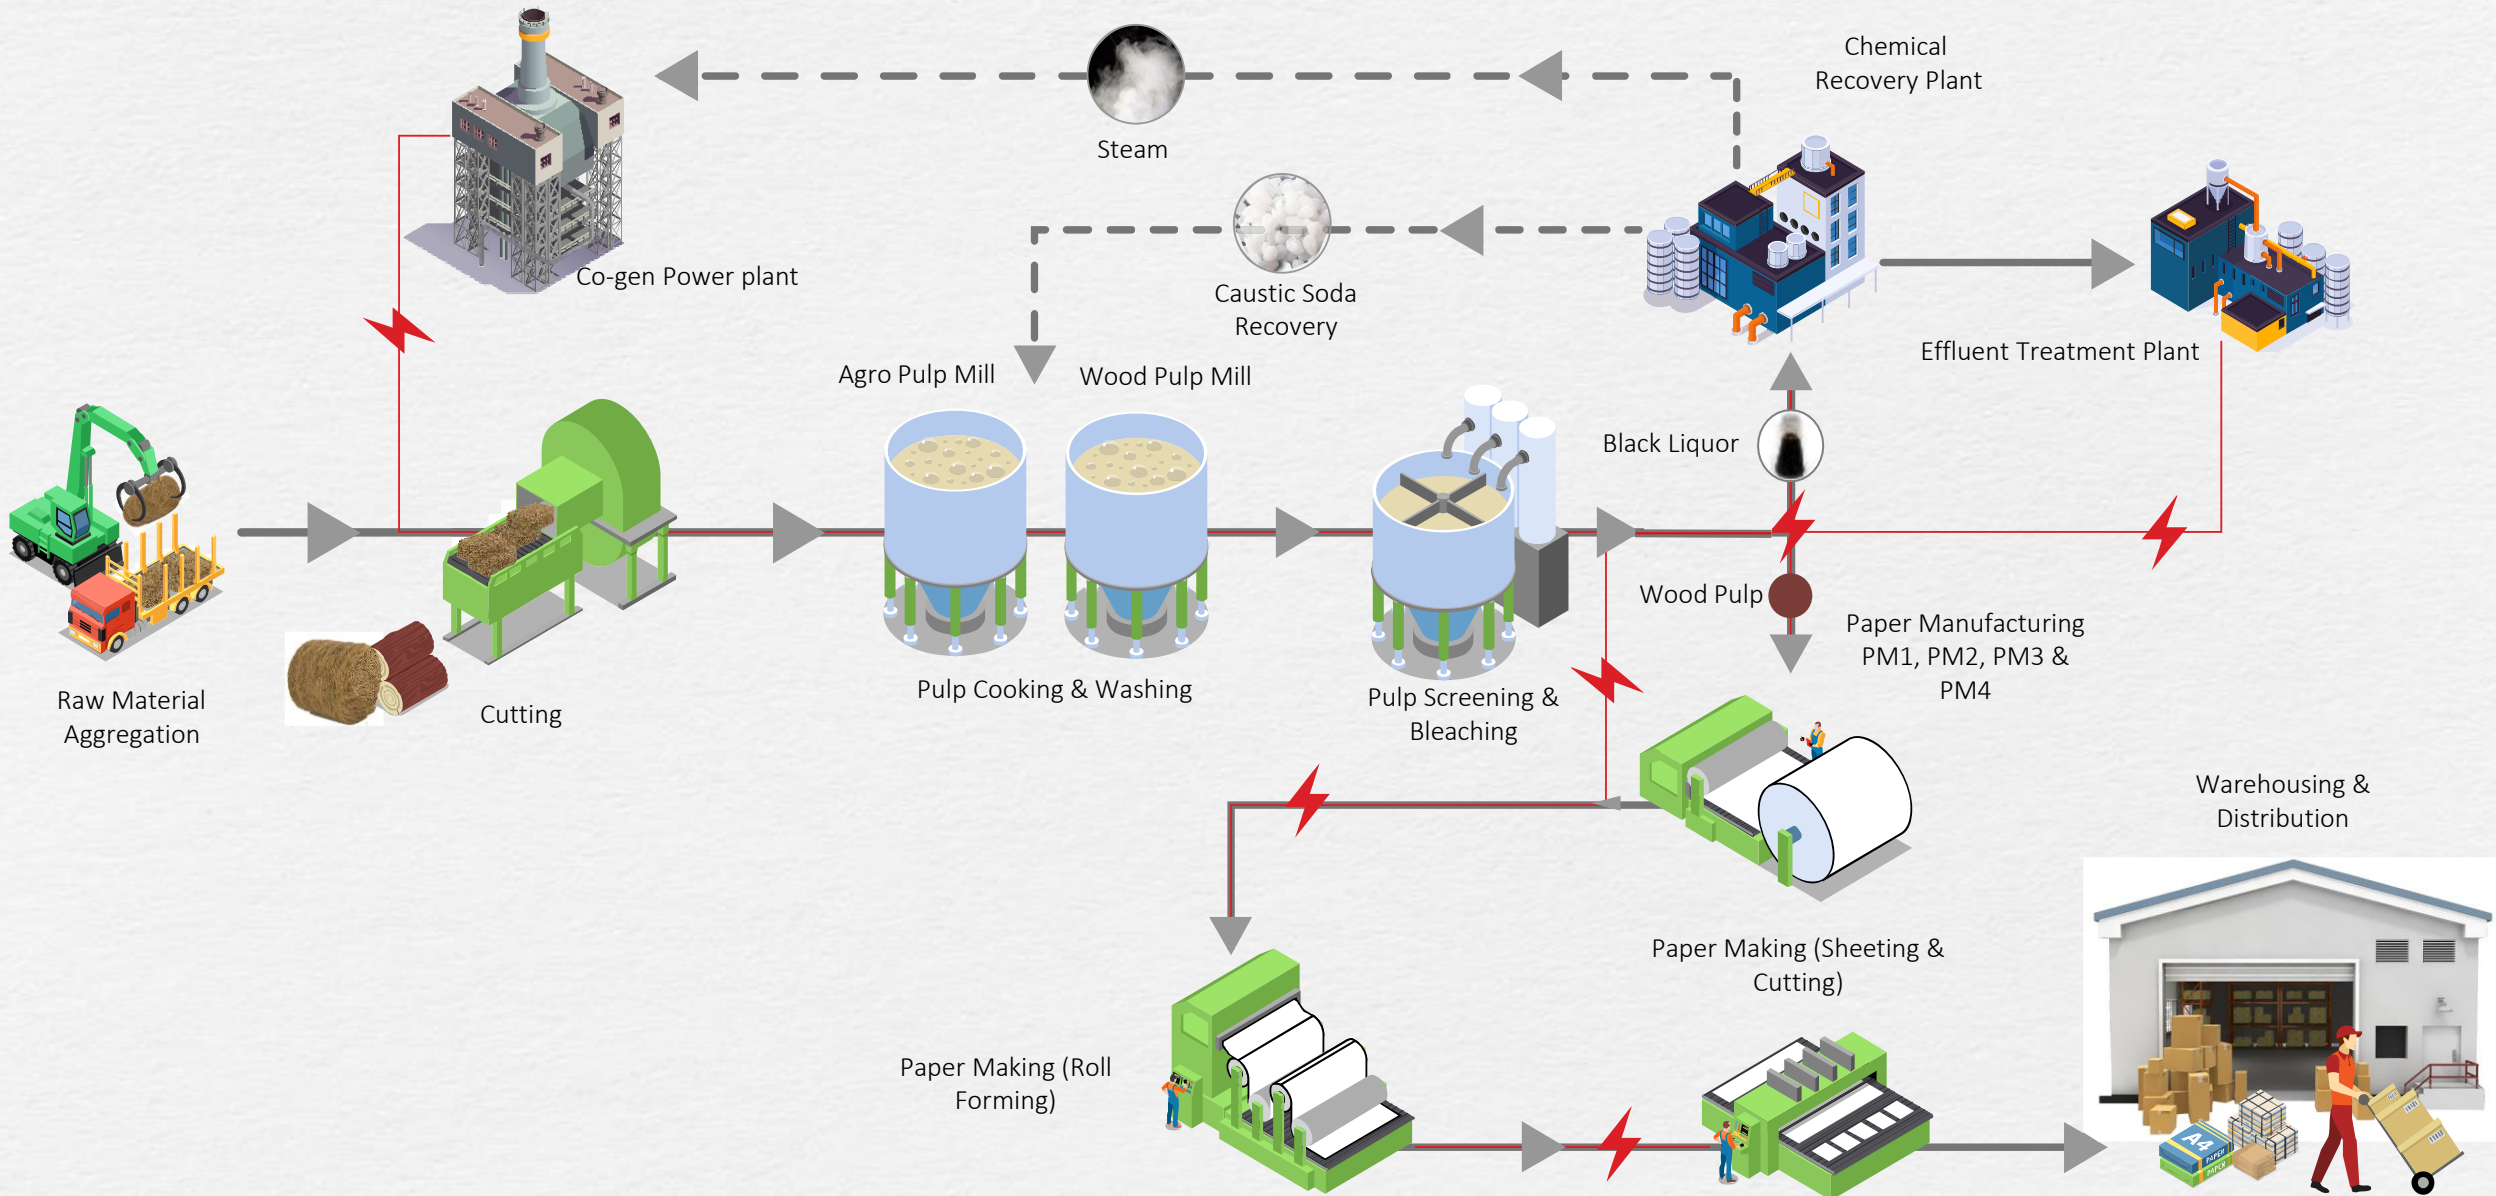 Chemical
Recovery Plant
Steam
Co-gen Power plant
Caustic Soda
Recovery
Effluent Treatment Plant
Agro Pulp Mill
Wood Pulp Mill
Black Liquor
Wood Pulp
Paper Manufacturing
PM1, PM2, PM3 &
PM4
Raw Material
Aggregation
Cutting
Pulp Cooking & Washing
Pulp Screening &
Bleaching
Warehousing &
Distribution
Paper Making (Sheeting &
Cutting)
Paper Making (Roll
Forming)
A4
PAPER
PAPER